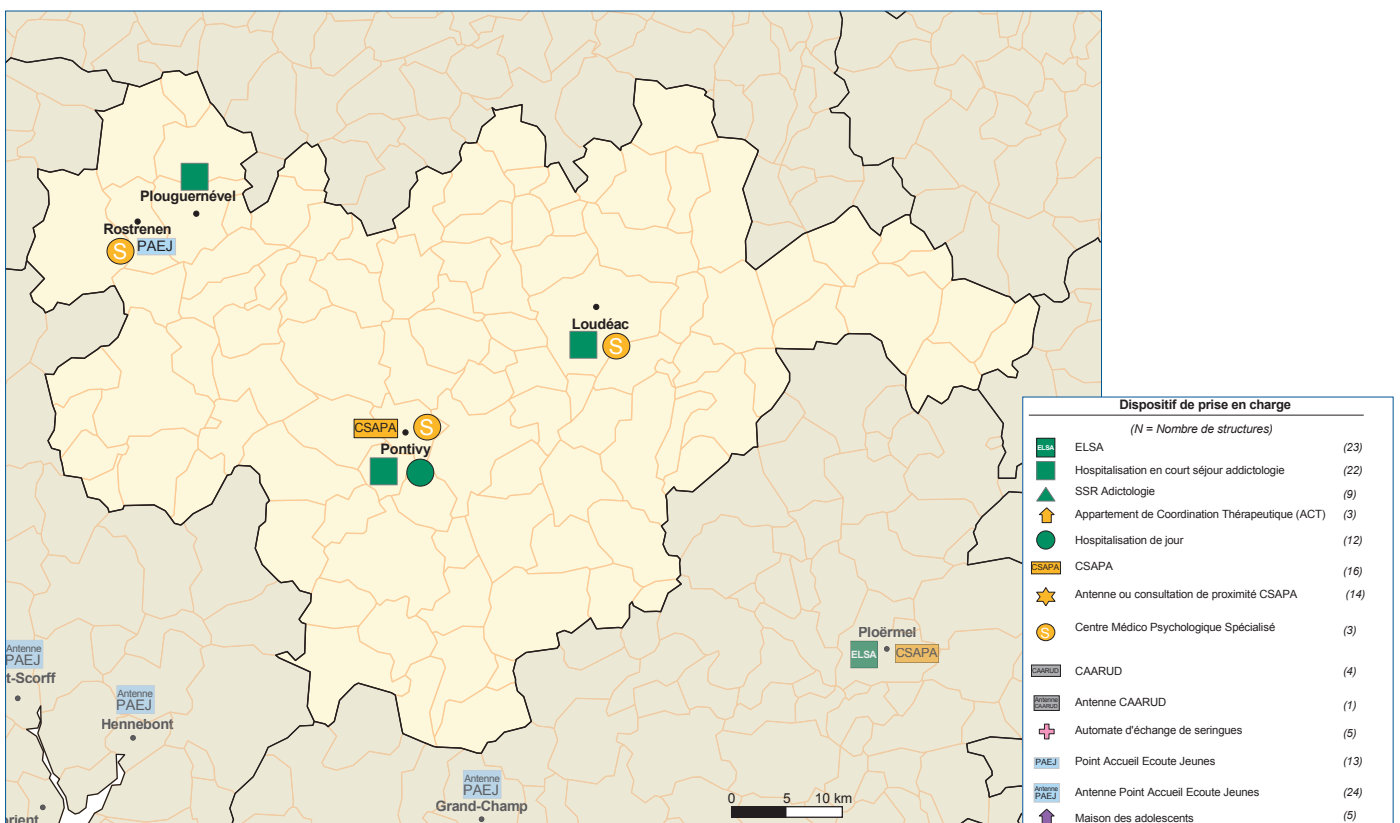 Plouguernével
Rostrenen
S PAEJ
Loudéac
S
CSAPA S
Pontivy
Ploërmel
ELSA CSAPA
Antenne
PAEJ
t-Scorff
Antenne
PAEJ
Hennebont
Antenne
PAEJ
Grand-Champ
orient
0 5 10 km
Dispositif de prise en charge
(N = Nombre de structures)
ELSA ELSA (23)
Hospitalisation en court séjour addictologie (22)
SSR Adictologie (9)
Appartement de Coordination Thérapeutique (ACT) (3)
Hospitalisation de jour (12)
CSAPA CSAPA (16)
Antenne ou consultation de proximité CSAPA (14)
S Centre Médico Psychologique Spécialisé (3)
CAARUD CAARUD (4)
Antenne CAARUD Antenne CAARUD (1)
Automate d'échange de seringues (5)
PAEJ Point Accueil Ecoute Jeunes (13)
Antenne PAEJ Antenne Point Accueil Ecoute Jeunes (24)
Maison des adolescents (5)